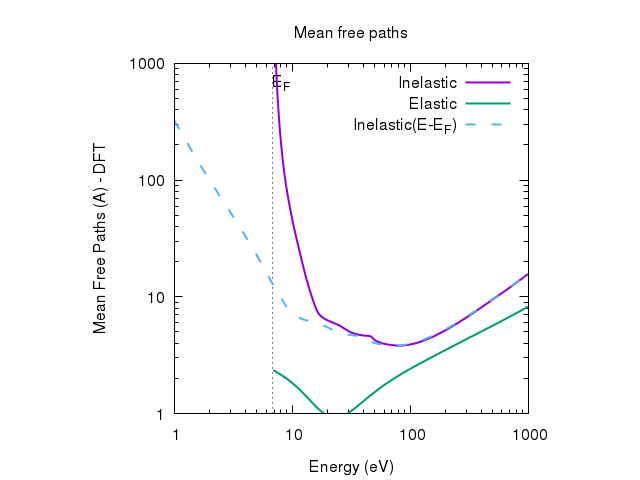 Mean free paths
1000
100
10
1
Mean Free Paths (A) - DFT
E_F
Inelastic
Elastic
Inelastic(E-E_F)
1 10 100 1000
Energy (eV)